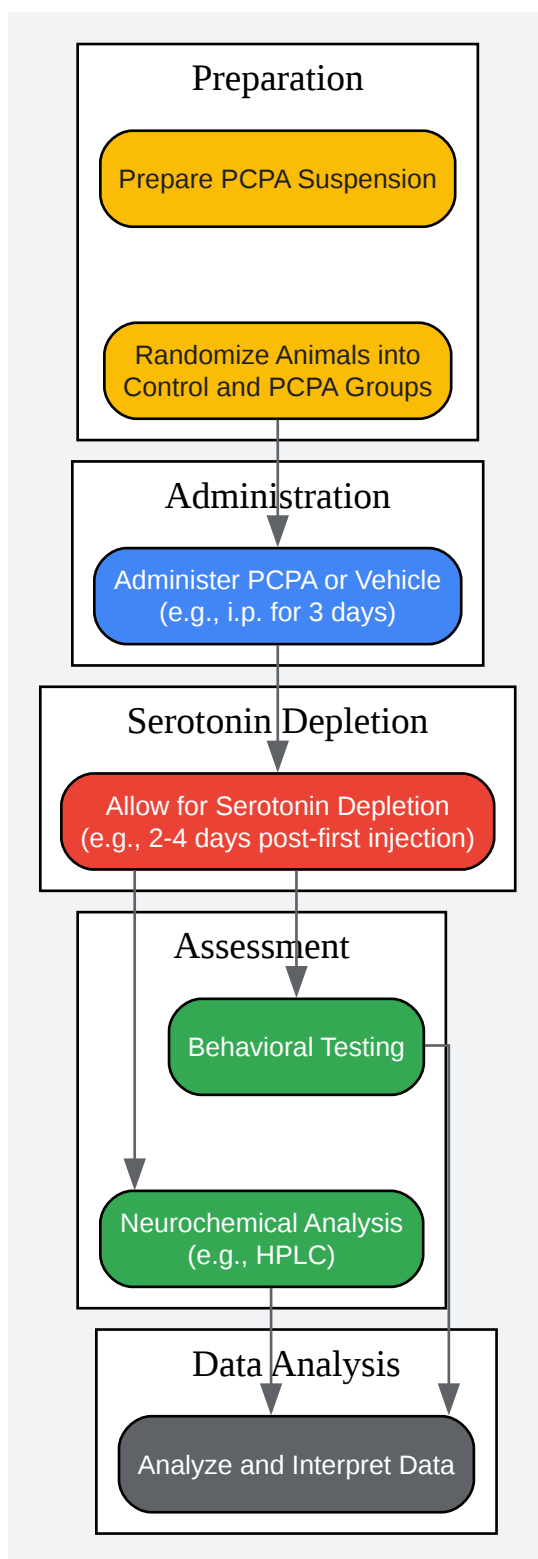 Preparation
Prepare PCPA Suspension
Randomize Animals into
Control and PCPA Groups
Administration
Administer PCPA or Vehicle
(e.g., i.p. for 3 days)
Serotonin Depletion
Allow for Serotonin Depletion
(e.g., 2-4 days post-first injection)
Assessment
Behavioral Testing
Neurochemical Analysis
(e.g., HPLC)
Data Analysis
Analyze and Interpret Data